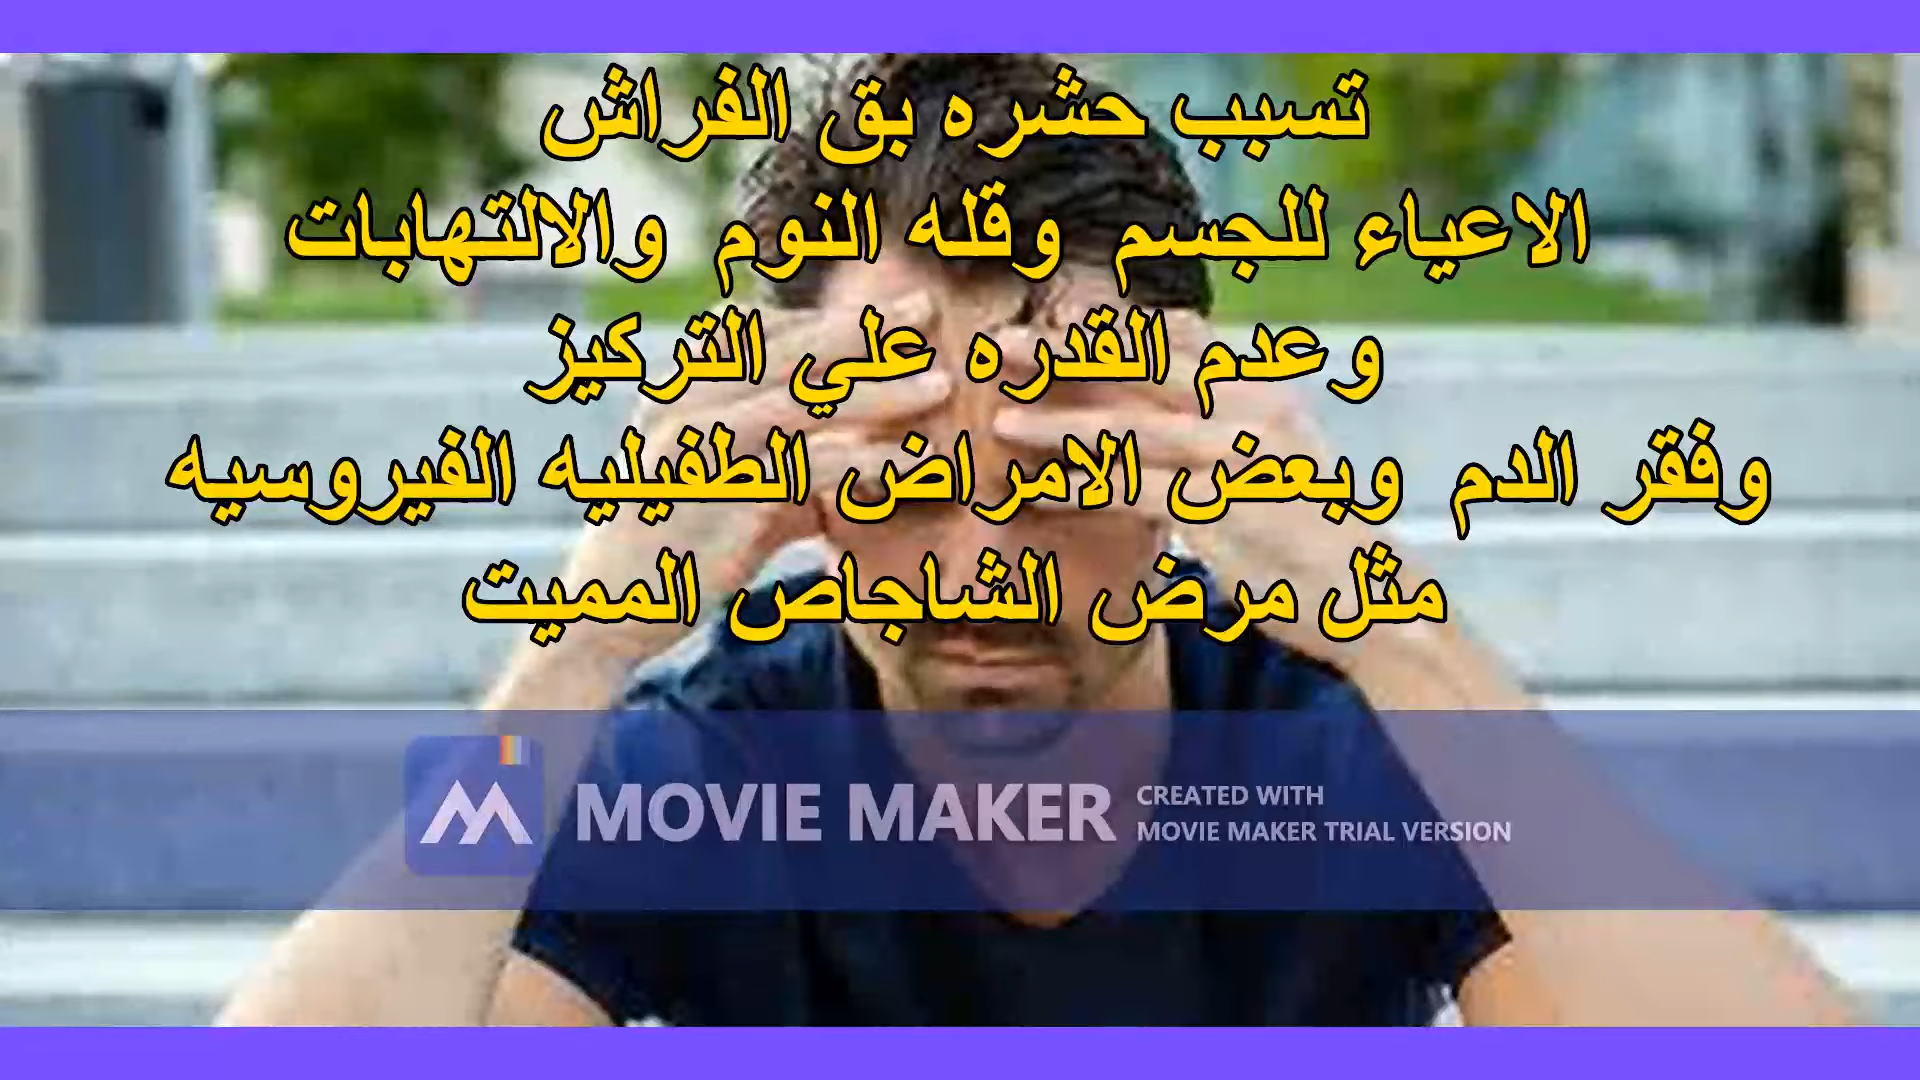 تسبب حشره بق الفراش
الاعياء للجسم وقله النوم والالتهابات
وعدم القدره علي التركيز
وفقر الدم وبعض الامراض الطفيليه الفيروسيه
مثل مرض الشاجاص المميت
MOVIE MAKER
CREATED WITH
MOVIE MAKER TRIAL VERSION